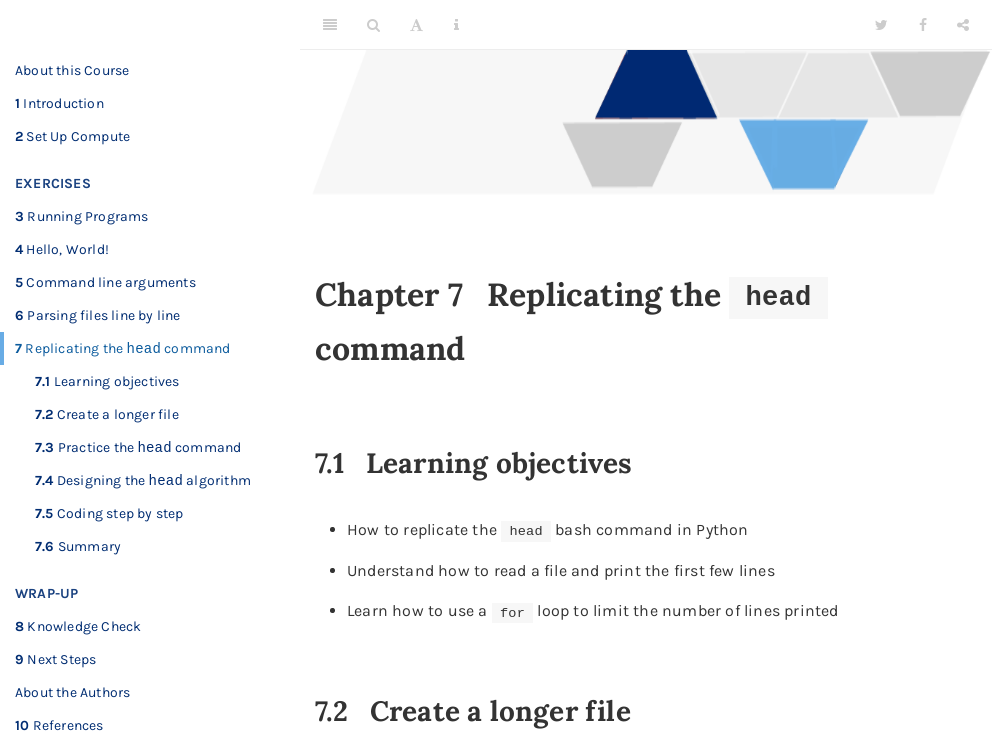 About this Course
1 Introduction
2 Set Up Compute
EXERCISES
3 Running Programs
4 Hello, World!
5 Command line arguments
6 Parsing files line by line
7 Replicating the head command
7.1 Learning objectives
7.2 Create a longer file
7.3 Practice the head command
7.4 Designing the head algorithm
7.5 Coding step by step
7.6 Summary
WRAP-UP
8 Knowledge Check
9 Next Steps
About the Authors
10 References
Chapter 7 Replicating the head
command
7.1 Learning objectives
• How to replicate the head bash command in Python
• Understand how to read a file and print the first few lines
• Learn how to use a for loop to limit the number of lines printed
7.2 Create a longer file